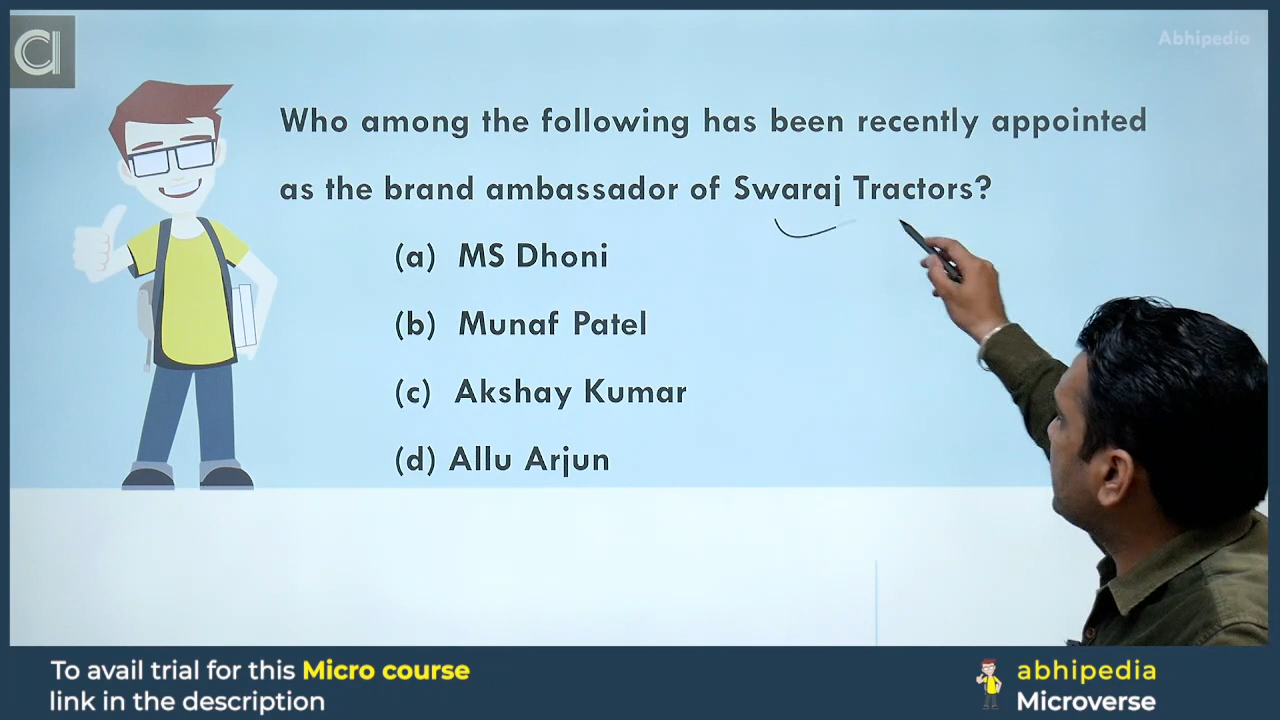 Abhipedia
Who among the following has been recently appointed
as the brand ambassador of Swaraj Tractors?
(a) MS Dhoni
(b) Munaf Patel
(c) Akshay Kumar
(d) Allu Arjun
To avail trial for this Micro course
link in the description
abhipedia
Microverse